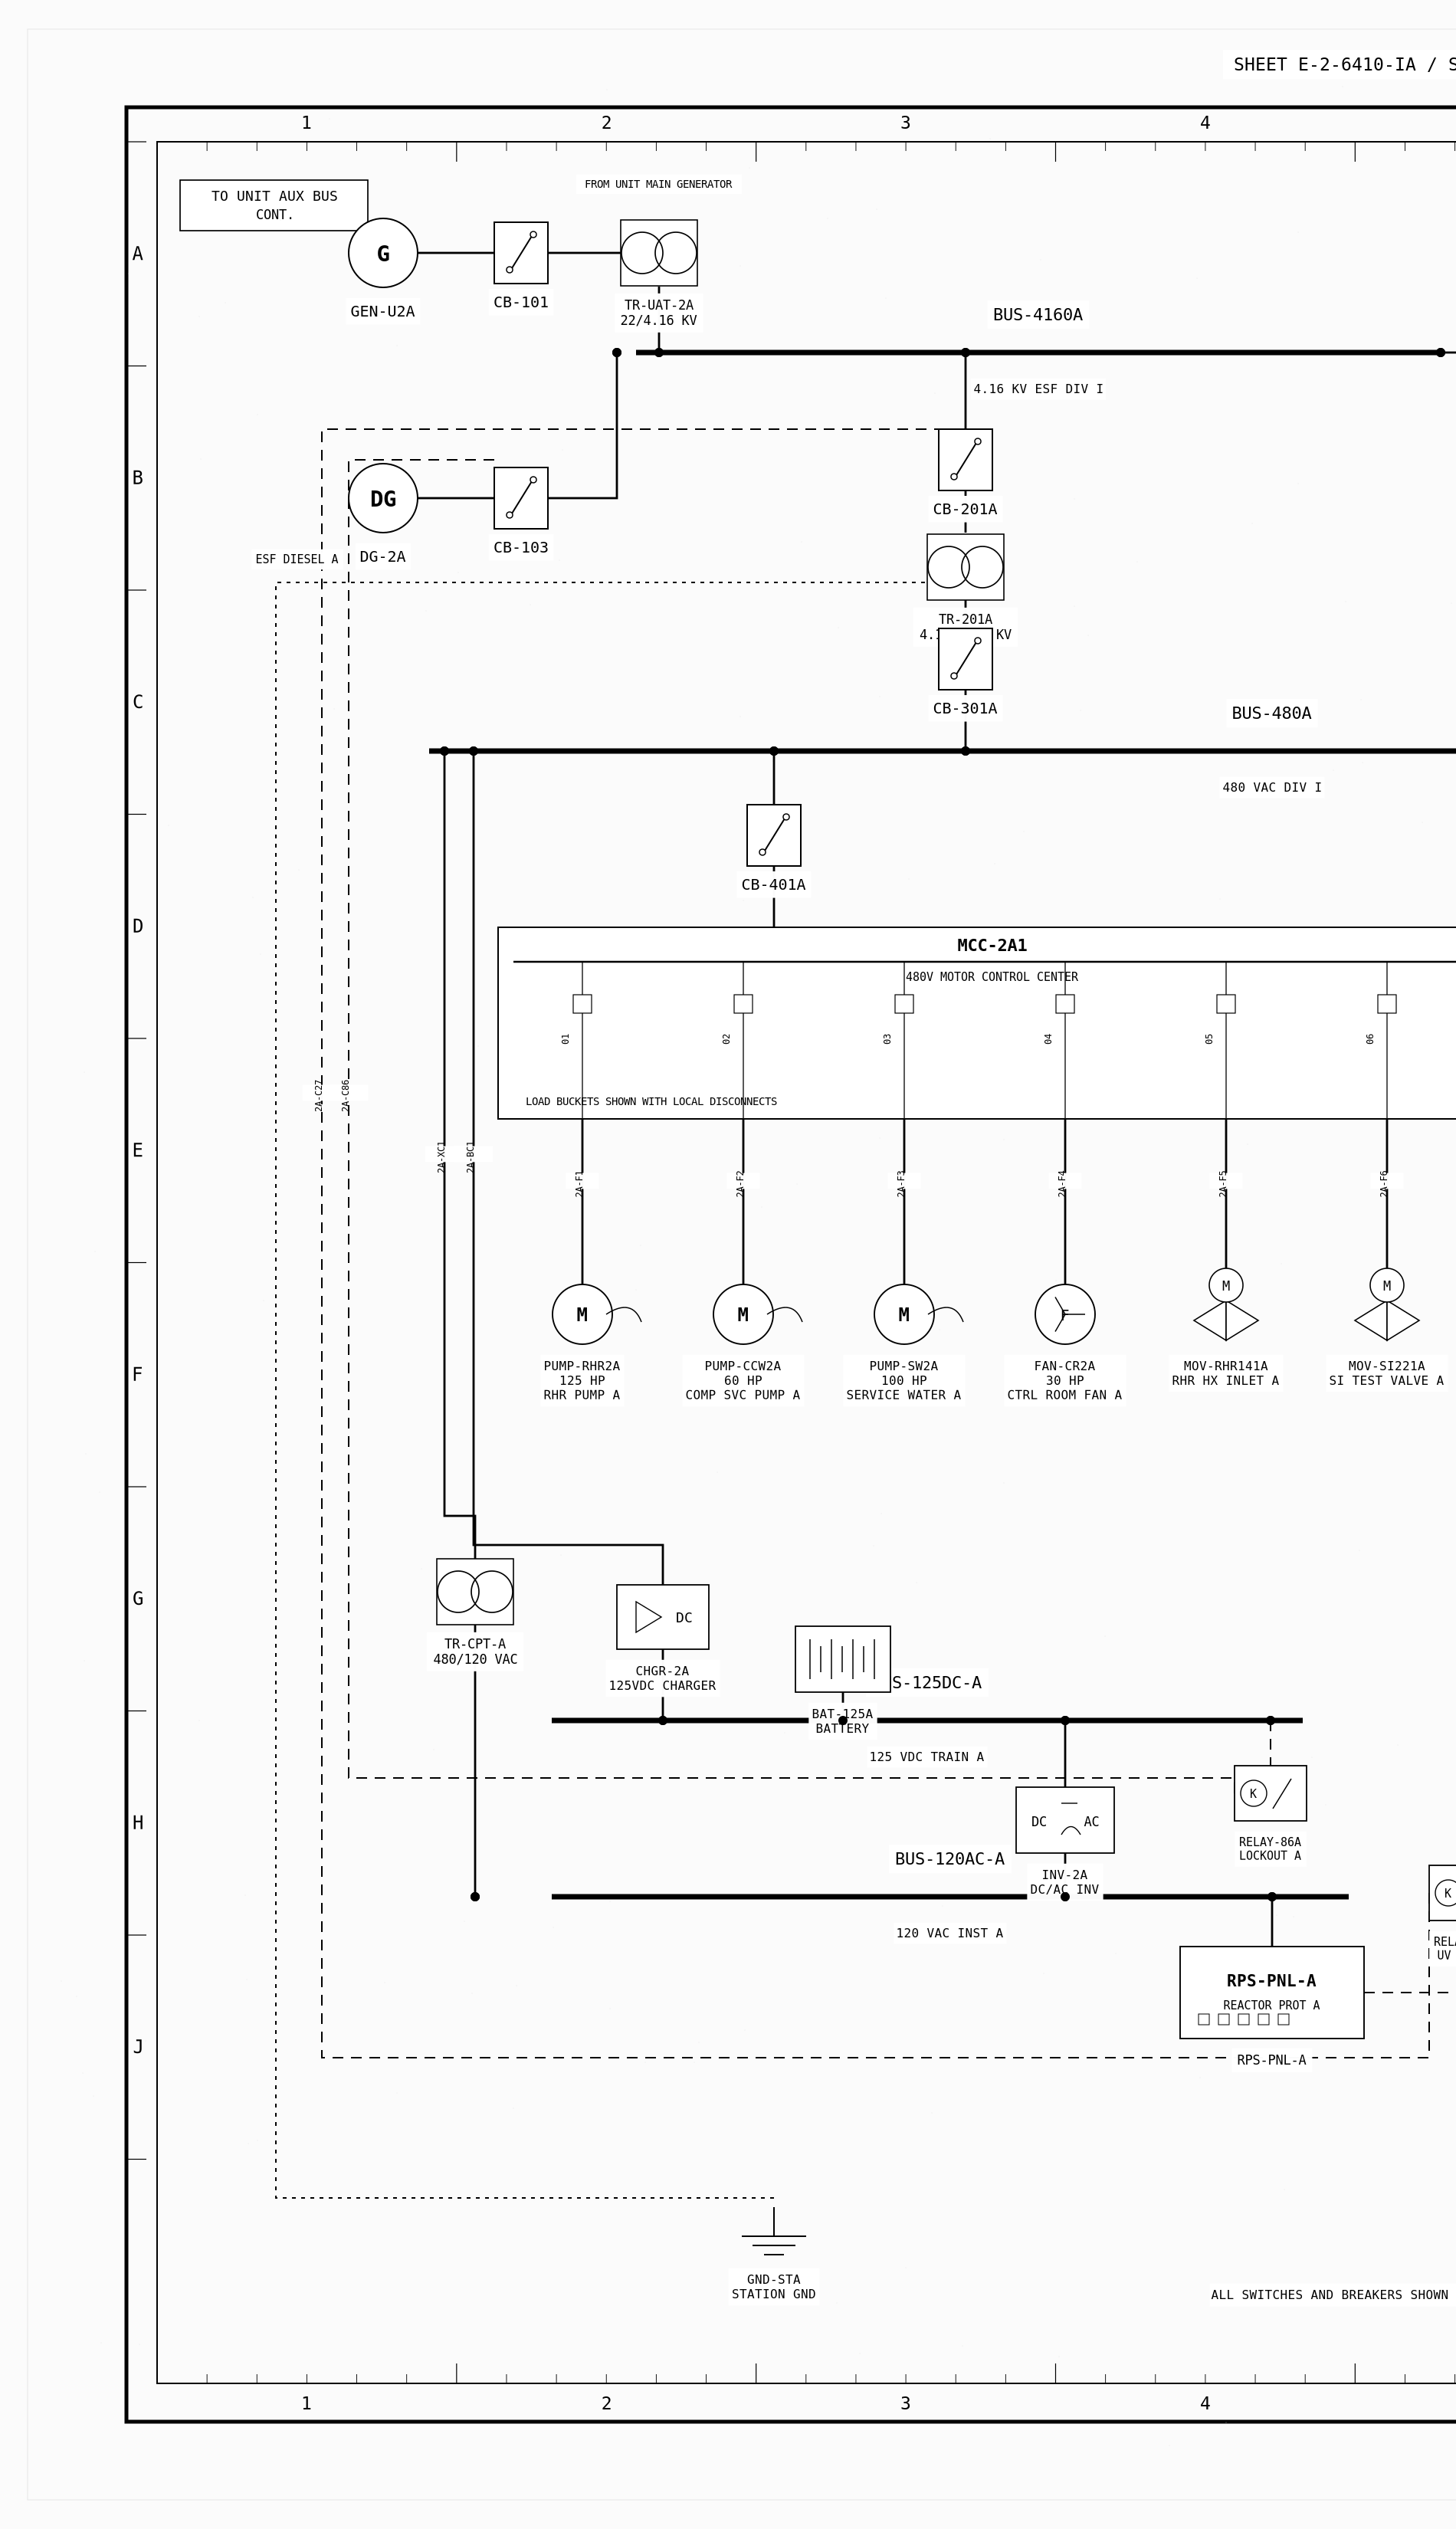 SHEET E-2-6410-IA / S
1 2 3 4
TO UNIT AUX BUS
CONT.
FROM UNIT MAIN GENERATOR
A
G
GEN-U2A
CB-101
TR-UAT-2A
22/4.16 KV
BUS-4160A
4.16 KV ESF DIV I
B
DG
ESF DIESEL A
DG-2A
CB-103
CB-201A
TR-201A
KV
C
CB-301A
BUS-480A
480 VAC DIV I
CB-401A
D
MCC-2A1
480V MOTOR CONTROL CENTER
01 02 03 04 05 06
LOAD BUCKETS SHOWN WITH LOCAL DISCONNECTS
2A-C27 2A-C86
E
2A-XC1 2A-BC1
2A-F1 2A-F2 2A-F3 2A-F4 2A-F5 2A-F6
M M M F M M
F
PUMP-RHR2A
125 HP
RHR PUMP A
PUMP-CCW2A
60 HP
COMP SVC PUMP A
PUMP-SW2A
100 HP
SERVICE WATER A
FAN-CR2A
30 HP
CTRL ROOM FAN A
MOV-RHR141A
RHR HX INLET A
MOV-SI221A
SI TEST VALVE A
G
TR-CPT-A
480/120 VAC
DC
CHGR-2A
125VDC CHARGER
S-125DC-A
BAT-125A
BATTERY
125 VDC TRAIN A
H
DC AC
INV-2A
DC/AC INV
K
RELAY-86A
LOCKOUT A
BUS-120AC-A
120 VAC INST A
K
RELA
UV
RPS-PNL-A
REACTOR PROT A
RPS-PNL-A
J
GND-STA
STATION GND
ALL SWITCHES AND BREAKERS SHOWN
1 2 3 4